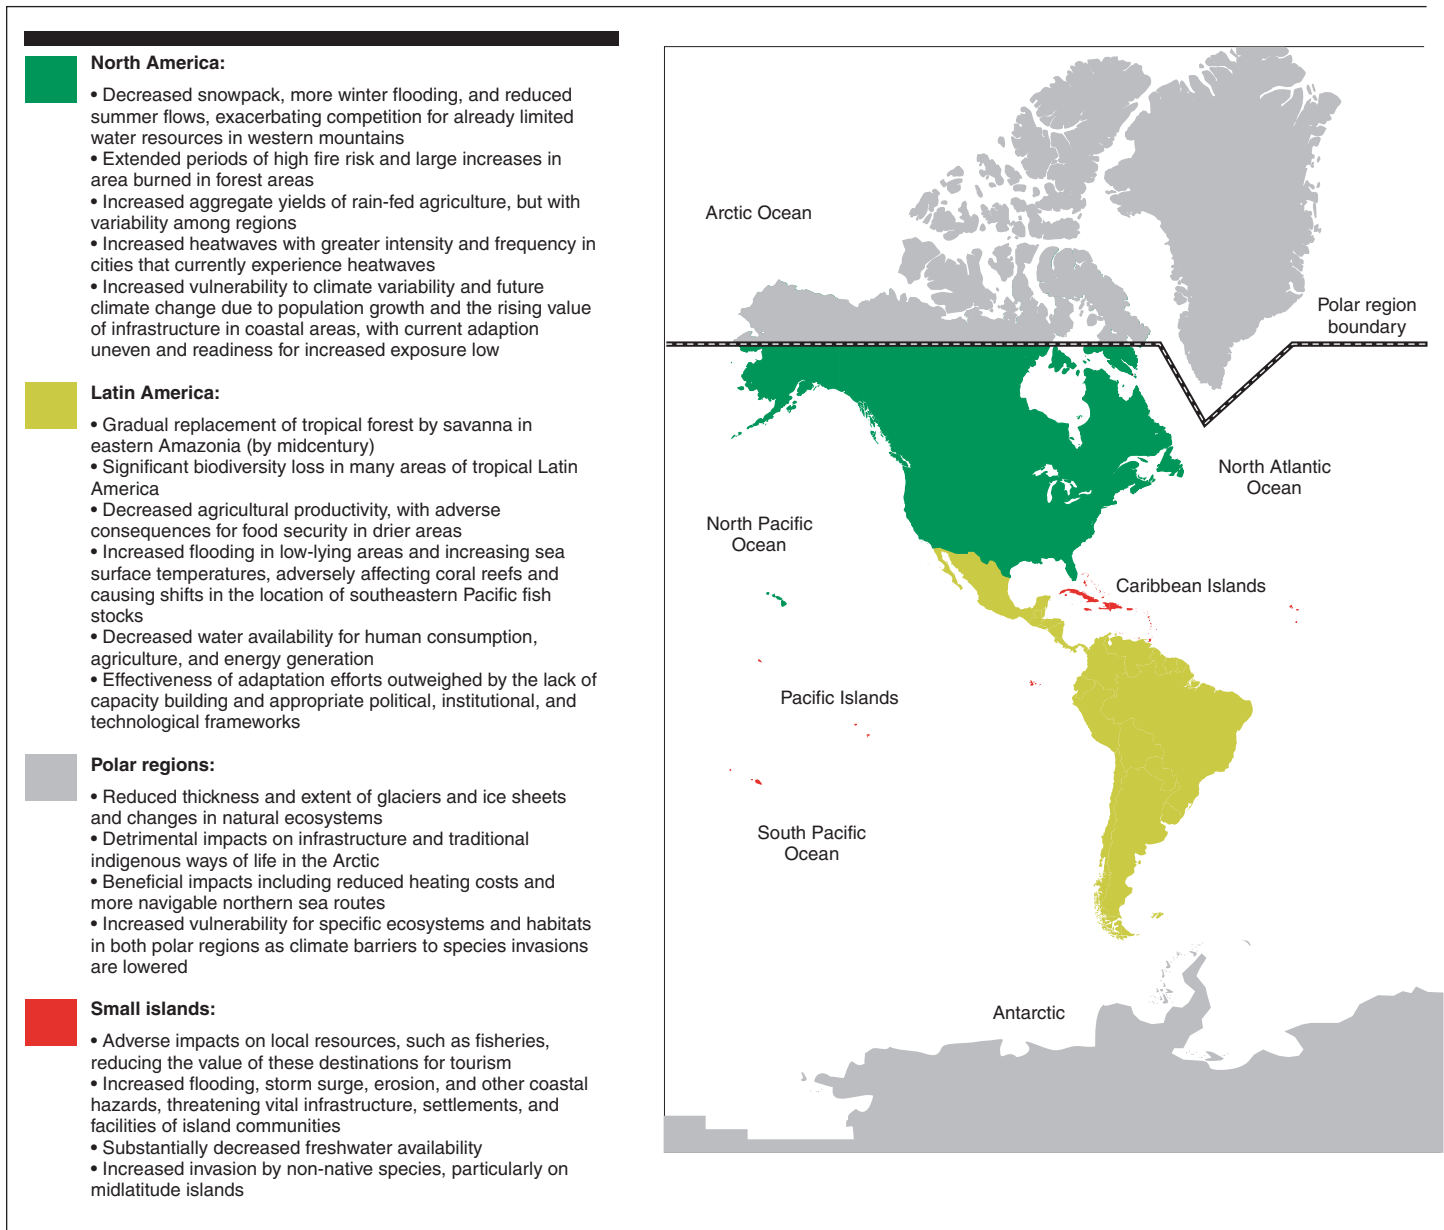 North America:
• Decreased snowpack, more winter flooding, and reduced
summer flows, exacerbating competition for already limited
water resources in western mountains
• Extended periods of high fire risk and large increases in
area burned in forest areas
• Increased aggregate yields of rain-fed agriculture, but with
variability among regions
• Increased heatwaves with greater intensity and frequency in
cities that currently experience heatwaves
• Increased vulnerability to climate variability and future
climate change due to population growth and the rising value
of infrastructure in coastal areas, with current adaption
uneven and readiness for increased exposure low
Latin America:
• Gradual replacement of tropical forest by savanna in
eastern Amazonia (by midcentury)
• Significant biodiversity loss in many areas of tropical Latin
America
• Decreased agricultural productivity, with adverse
consequences for food security in drier areas
• Increased flooding in low-lying areas and increasing sea
surface temperatures, adversely affecting coral reefs and
causing shifts in the location of southeastern Pacific fish
stocks
• Decreased water availability for human consumption,
agriculture, and energy generation
• Effectiveness of adaptation efforts outweighed by the lack of
capacity building and appropriate political, institutional, and
technological frameworks
Polar regions:
• Reduced thickness and extent of glaciers and ice sheets
and changes in natural ecosystems
• Detrimental impacts on infrastructure and traditional
indigenous ways of life in the Arctic
• Beneficial impacts including reduced heating costs and
more navigable northern sea routes
• Increased vulnerability for specific ecosystems and habitats
in both polar regions as climate barriers to species invasions
are lowered
Small islands:
• Adverse impacts on local resources, such as fisheries,
reducing the value of these destinations for tourism
• Increased flooding, storm surge, erosion, and other coastal
hazards, threatening vital infrastructure, settlements, and
facilities of island communities
• Substantially decreased freshwater availability
• Increased invasion by non-native species, particularly on
midlatitude islands
Arctic Ocean
Polar region
boundary
North Atlantic
Ocean
North Pacific
Ocean
Caribbean Islands
Pacific Islands
South Pacific
Ocean
Antarctic